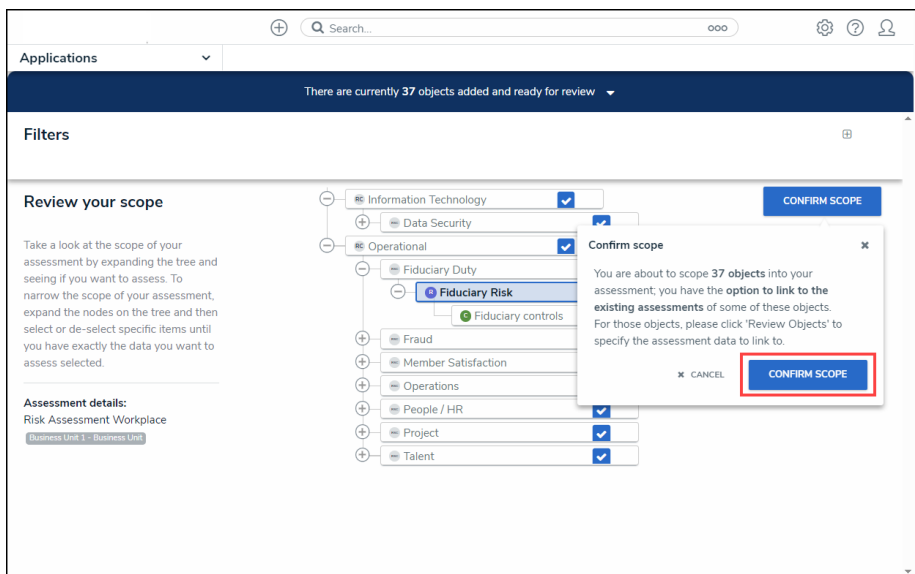 Search...
ooo
Applications
There are currently 37 objects added and ready for review
Filters
Review your scope
Take a look at the scope of your
assessment by expanding the tree and
seeing if you want to assess. To
narrow the scope of your assessment,
expand the nodes on the tree and then
select or de-select specific items until
you have exactly the data you want to
assess selected.
Assessment details:
Risk Assessment Workplace
Business Unit 1 - Business Unit
RC Information Technology
Data Security
RC Operational
Fiduciary Duty
R Fiduciary Risk
C Fiduciary controls
Fraud
Member Satisfaction
Operations
People / HR
Project
Talent
CONFIRM SCOPE
Confirm scope
You are about to scope 37 objects into your
assessment; you have the option to link to the
existing assessments of some of these objects.
For those objects, please click 'Review Objects' to
specify the assessment data to link to.
CANCEL
CONFIRM SCOPE